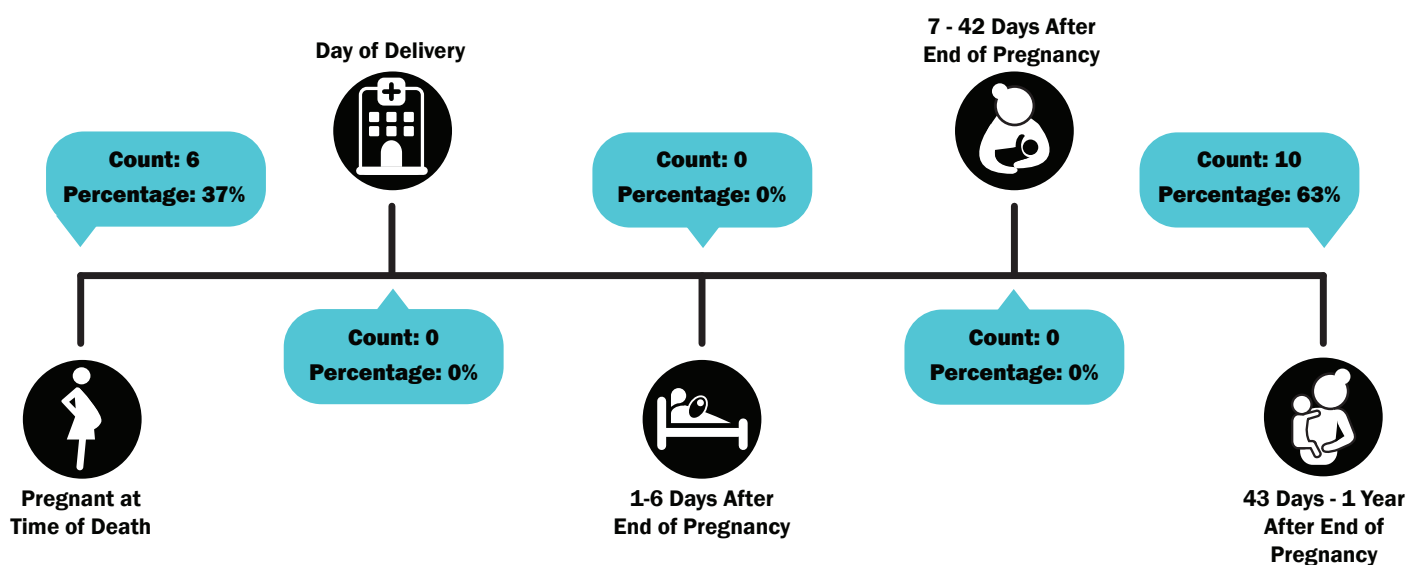 Day of Delivery
7 - 42 Days After
End of Pregnancy
Count: 6
Percentage: 37%
Count: 0
Percentage: 0%
Count: 10
Percentage: 63%
Count: 0
Percentage: 0%
Count: 0
Percentage: 0%
Pregnant at
Time of Death
1-6 Days After
End of Pregnancy
43 Days - 1 Year
After End of
Pregnancy